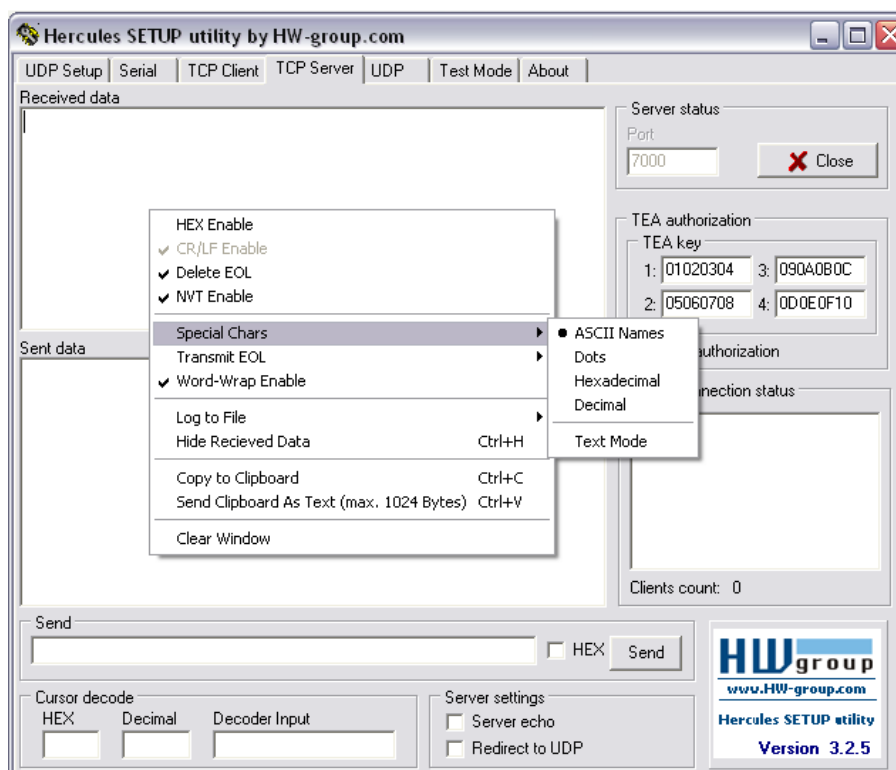 Hercules SETUP utility by HW-group.com
UDP Setup Serial TCP Client TCP Server UDP Test Mode About
Received data
Server status
Port
7000 Close
TEA authorization
TEA key
1: 01020304 3: 090A0B0C
2: 05060708 4: 0D0E0F10
uthorization
nection status
Clients count: 0
HEX Enable
CR/LF Enable
Delete EOL
NVT Enable
Special Chars
Transmit EOL
Word-Wrap Enable
Log to File
Hide Recieved Data Ctrl+H
Copy to Clipboard Ctrl+C
Send Clipboard As Text (max. 1024 Bytes) Ctrl+V
Clear Window
ASCII Names
Dots
Hexadecimal
Decimal
Text Mode
Sent data
Send
HEX Send
Cursor decode
HEX Decimal Decoder Input
Server settings
Server echo
Redirect to UDP
HW group
www.HW-group.com
Hercules SETUP utility
Version 3.2.5